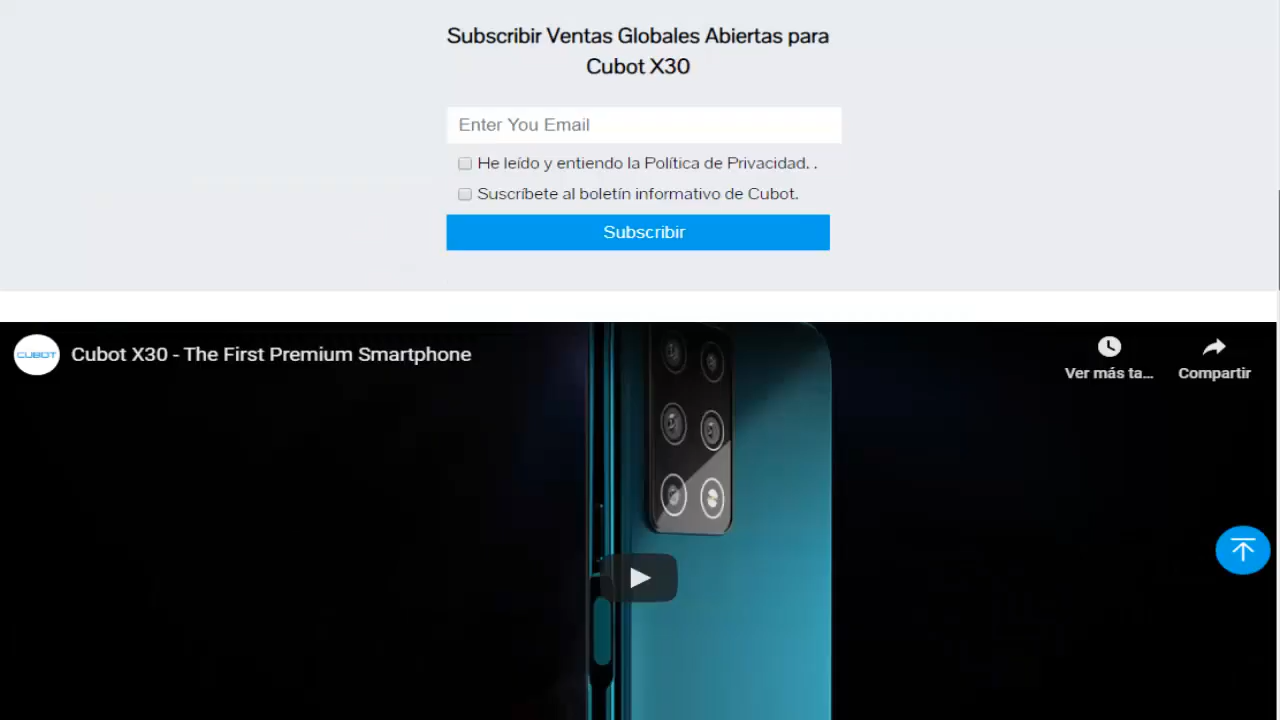 Subscribir Ventas Globales Abiertas para
Cubot X30
Enter You Email
He leído y entiendo la Política de Privacidad. .
Suscríbete al boletín informativo de Cubot.
Subscribir
CUBOT
Cubot X30 - The First Premium Smartphone
Ver más ta...
Compartir